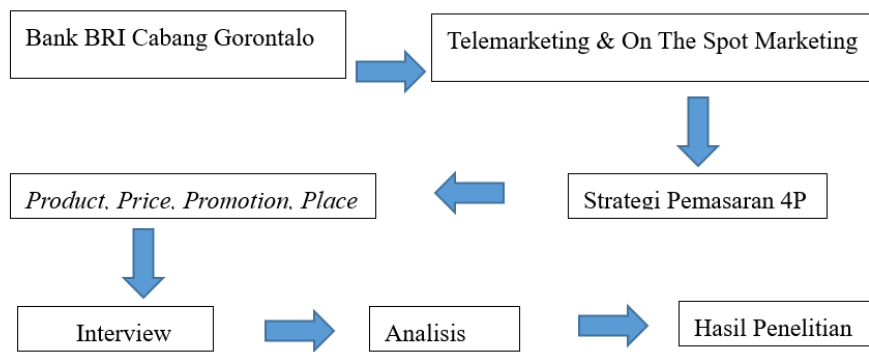 Bank BRI Cabang Gorontalo
Telemarketing & On The Spot Marketing
Product, Price, Promotion, Place
Strategi Pemasaran 4P
Interview
Analisis
Hasil Penelitian